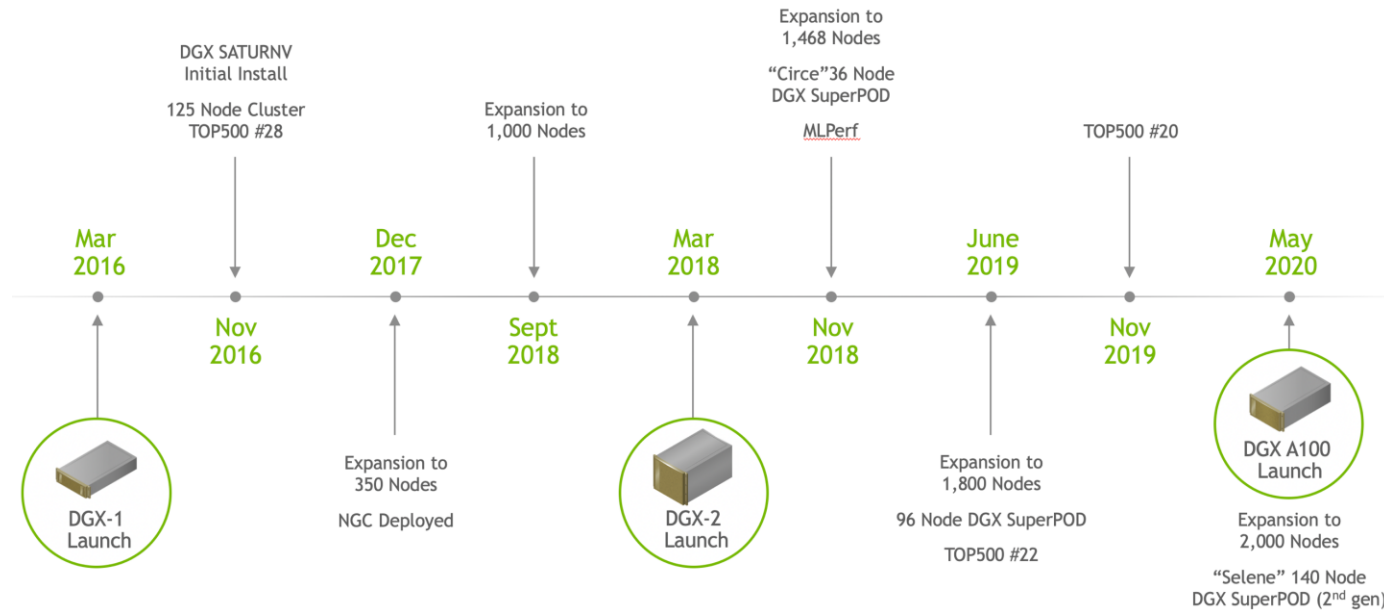 DGX SATURNV
Initial Install
125 Node Cluster
TOP500 #28
Expansion to
1,000 Nodes
Expansion to
1,468 Nodes
“Circe”36 Node
DGX SuperPOD
MLPerf
TOP500 #20
Mar
2016
Dec
2017
Mar
2018
June
2019
May
2020
Nov
2016
Sept
2018
Nov
2018
Nov
2019
DGX-1
Launch
Expansion to
350 Nodes
NGC Deployed
DGX-2
Launch
Expansion to
1,800 Nodes
96 Node DGX SuperPOD
TOP500 #22
DGX A100
Launch
Expansion to
2,000 Nodes
“Selene” 140 Node
DGX SuperPOD (2nd gen)